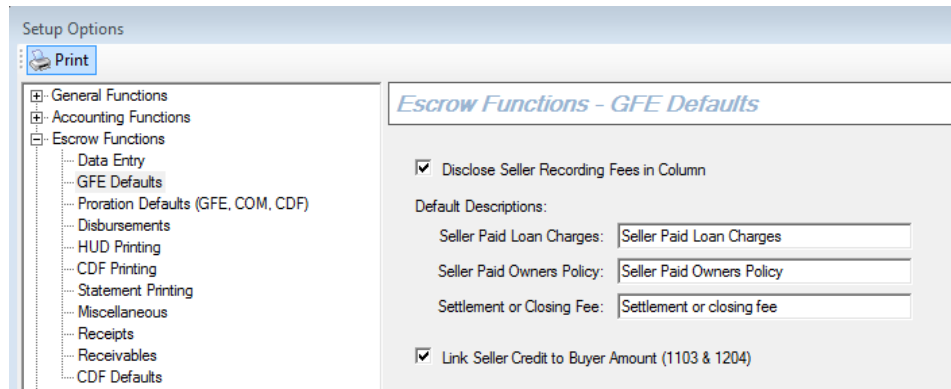 Setup Options
Print
General Functions
Accounting Functions
Escrow Functions
Data Entry
GFE Defaults
Proration Defaults (GFE, COM, CDF)
Disbursements
HUD Printing
CDF Printing
Statement Printing
Miscellaneous
Receipts
Receivables
CDF Defaults
Escrow Functions - GFE Defaults
Disclose Seller Recording Fees in Column
Default Descriptions:
Seller Paid Loan Charges: Seller Paid Loan Charges
Seller Paid Owners Policy: Seller Paid Owners Policy
Settlement or Closing Fee: Settlement or closing fee
Link Seller Credit to Buyer Amount (1103 & 1204)